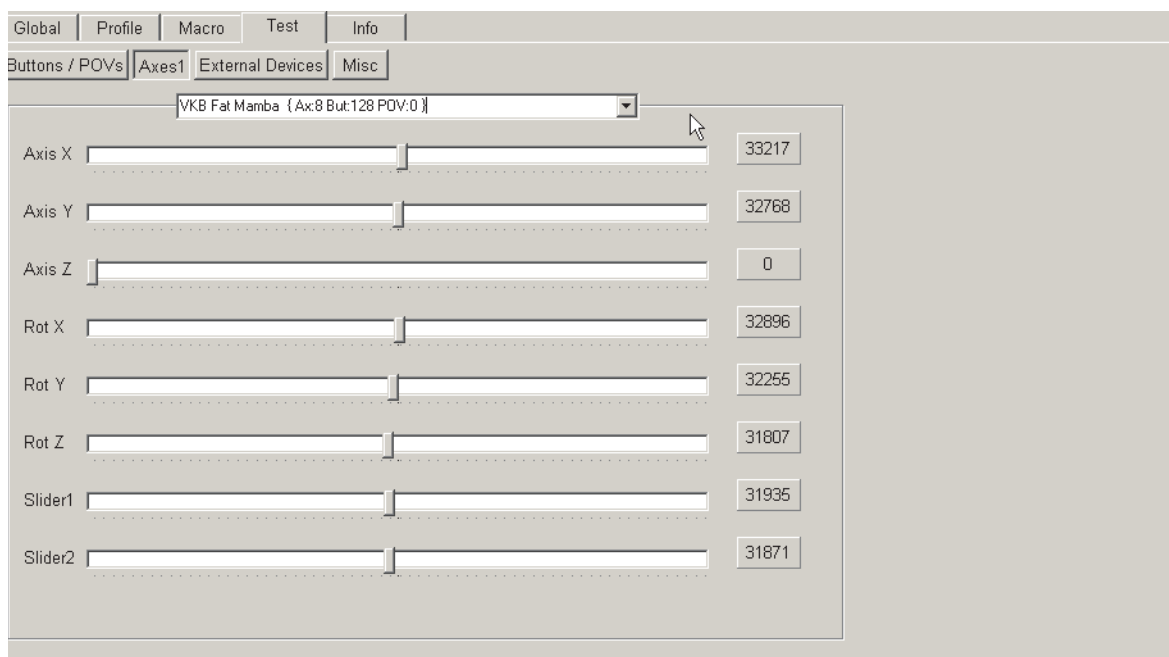 Global Profile Macro Test Info
Buttons / POVs Axes1 External Devices Misc
VKB Fat Mamba { Ax:8 But:128 POV:0 }
Axis X 33217
Axis Y 32768
Axis Z 0
Rot X 32896
Rot Y 32255
Rot Z 31807
Slider1 31935
Slider2 31871